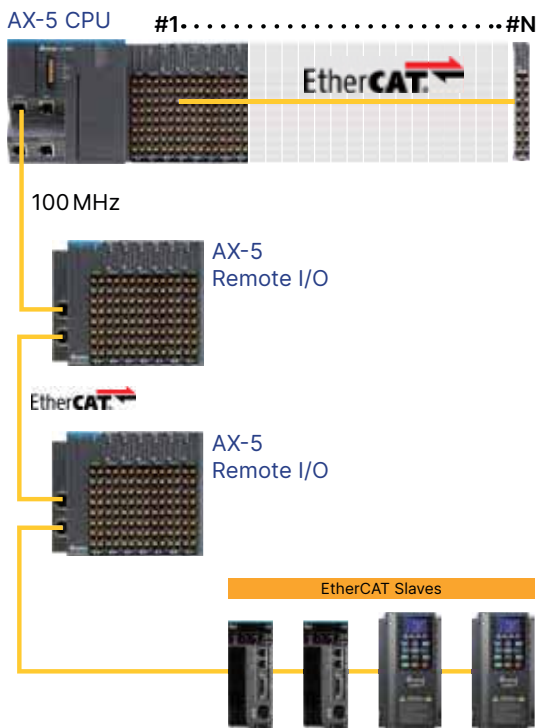 AX-5 CPU
#1 #N
EtherCAT
100 MHz
AX-5
Remote I/O
EtherCAT
AX-5
Remote I/O
EtherCAT Slaves